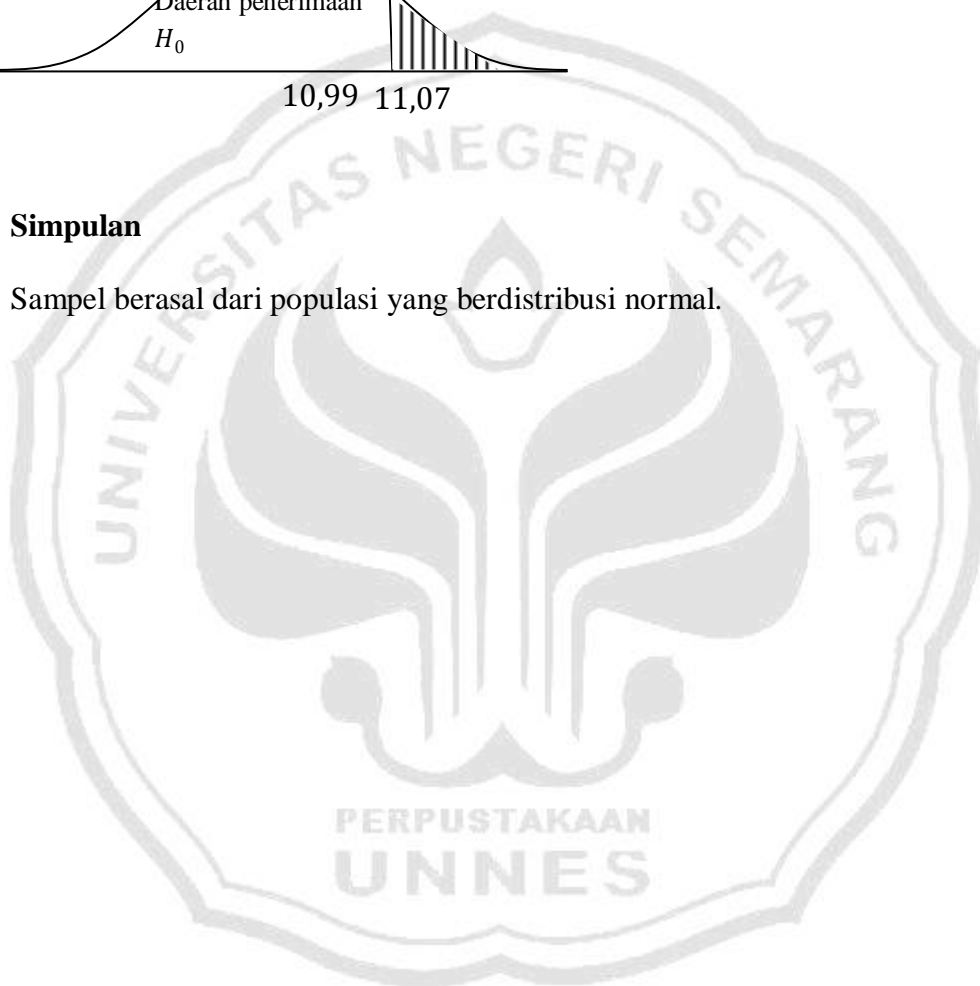 Daerah penerimaan
H₀
10,99 11,07
UNIVERSITAS NEGERI SEMARANG
Simpulan
Sampel berasal dari populasi yang berdistribusi normal.
PERPUSTAKAAN
UNNES